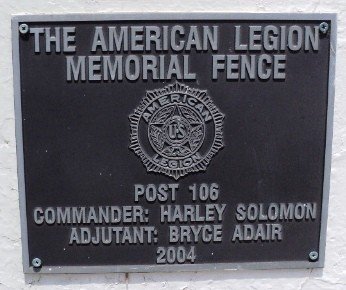 THE AMERICAN LEGION
MEMORIAL FENCE
AMERICAN
U.S
LEGION
POST 106
COMMANDER: HARLEY SOLOMON
ADJUTANT: BRYCE ADAIR
2004